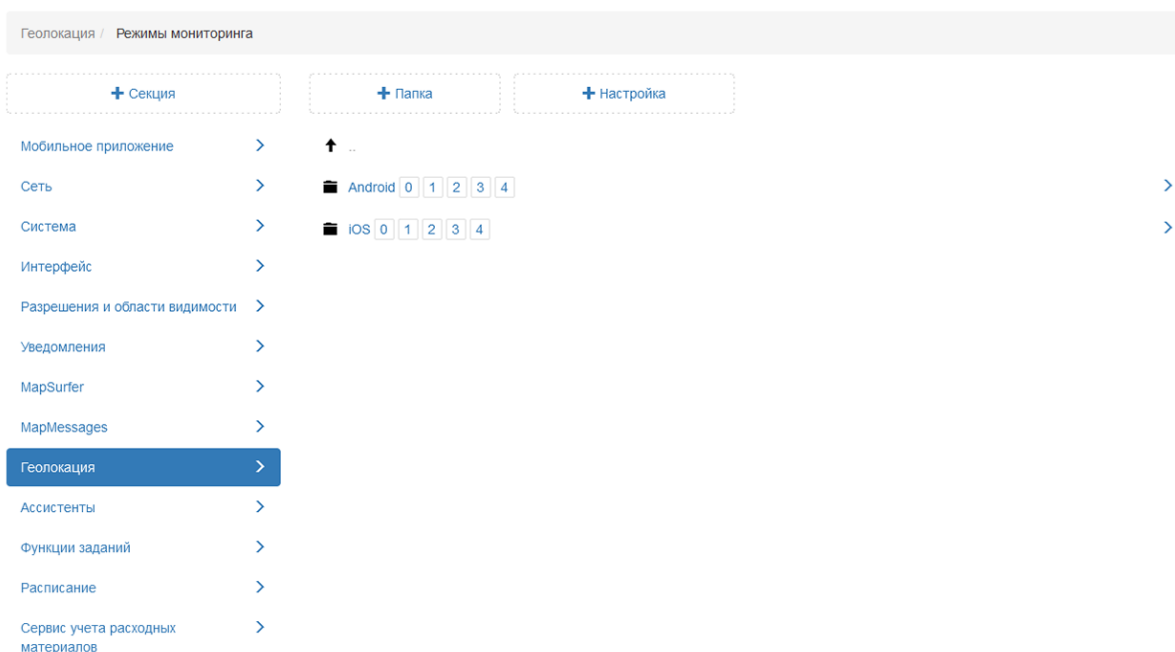 Геолокация / Режимы мониторинга
+ Секция
+ Папка
+ Настройка
Мобильное приложение
Сеть
Система
Интерфейс
Разрешения и области видимости
Уведомления
MapSurfer
MapMessages
Геолокация
Ассистенты
Функции заданий
Расписание
Сервис учета расходных
материалов
..
Android 0 1 2 3 4
iOS 0 1 2 3 4